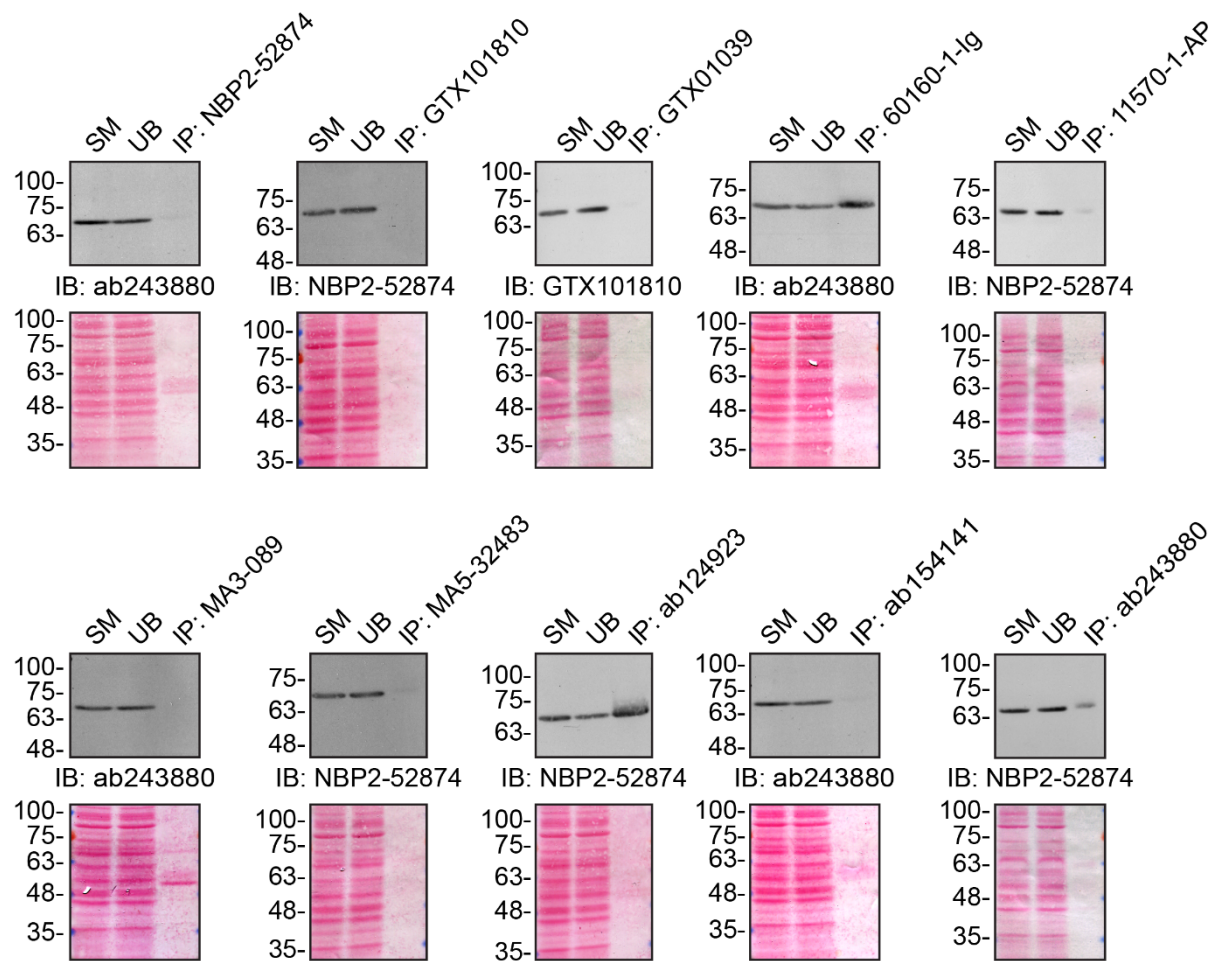 SM UB IP: NBP2-52874
SM UB IP: GTX101810
SM UB IP: GTX01039
SM UB IP: 60160-1-Ig
SM UB IP: 11570-1-AP
100- 75- 63-
75- 63- 48-
100- 75- 63-
75- 63- 48-
75- 63- 48-
IB: ab243880
IB: NBP2-52874
IB: GTX101810
IB: ab243880
IB: NBP2-52874
100- 75- 63- 48- 35-
100- 75- 63- 48- 35-
100- 75- 63- 48- 35-
100- 75- 63- 48- 35-
100- 75- 63- 48- 35-
SM UB IP: MA3-089
SM UB IP: MA5-32483
SM UB IP: ab124923
SM UB IP: ab154141
SM UB IP: ab243880
100- 75- 63- 48-
75- 63- 48-
100- 75- 63-
100- 75- 63- 48-
100- 75- 63-
IB: ab243880
IB: NBP2-52874
IB: NBP2-52874
IB: ab243880
IB: NBP2-52874
100- 75- 63- 48- 35-
100- 75- 63- 48- 35-
100- 75- 63- 48- 35-
100- 75- 63- 48- 35-
100- 75- 63- 48- 35-